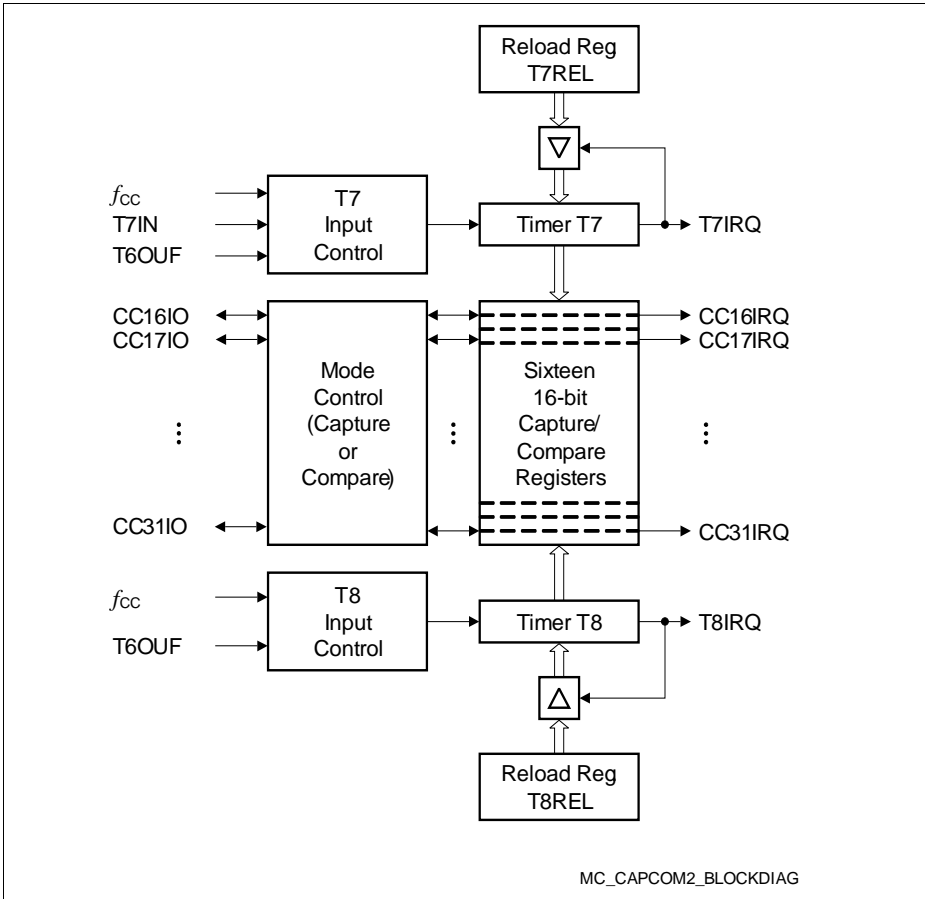 Reload Reg
T7REL
fCC
T7IN
T6OUF
T7
Input
Control
Timer T7
T7IRQ
CC16IO
CC17IO
CC31IO
Mode
Control
(Capture
or
Compare)
Sixteen
16-bit
Capture/
Compare
Registers
CC16IRQ
CC17IRQ
CC31IRQ
fCC
T6OUF
T8
Input
Control
Timer T8
T8IRQ
Reload Reg
T8REL
MC_CAPCOM2_BLOCKDIAG